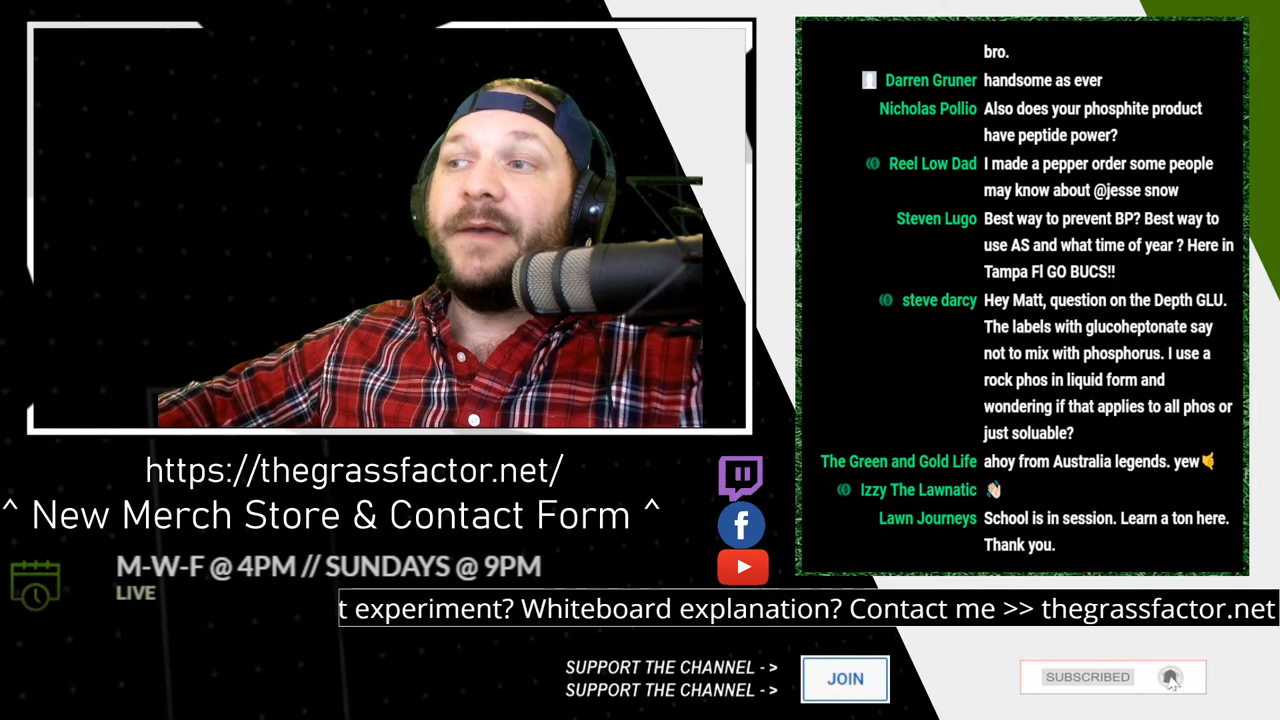 bro.
Darren Gruner handsome as ever
Nicholas Pollio Also does your phosphite product
have peptide power?
Reel Low Dad I made a pepper order some people
may know about @jesse snow
Steven Lugo Best way to prevent BP? Best way to
use AS and what time of year ? Here in
Tampa Fl GO BUCS!!
steve darcy Hey Matt, question on the Depth GLU.
The labels with glucoheptonate say
not to mix with phosphorus. I use a
rock phos in liquid form and
wondering if that applies to all phos or
just soluable?
The Green and Gold Life ahoy from Australia legends. yew🤙
Izzy The Lawnatic 👋🏻
Lawn Journeys School is in session. Learn a ton here.
Thank you.
https://thegrassfactor.net/
^ New Merch Store & Contact Form ^
M-W-F @ 4PM // SUNDAYS @ 9PM
LIVE
t experiment? Whiteboard explanation? Contact me >> thegrassfactor.net
SUPPORT THE CHANNEL - >
SUPPORT THE CHANNEL - >
JOIN
SUBSCRIBED